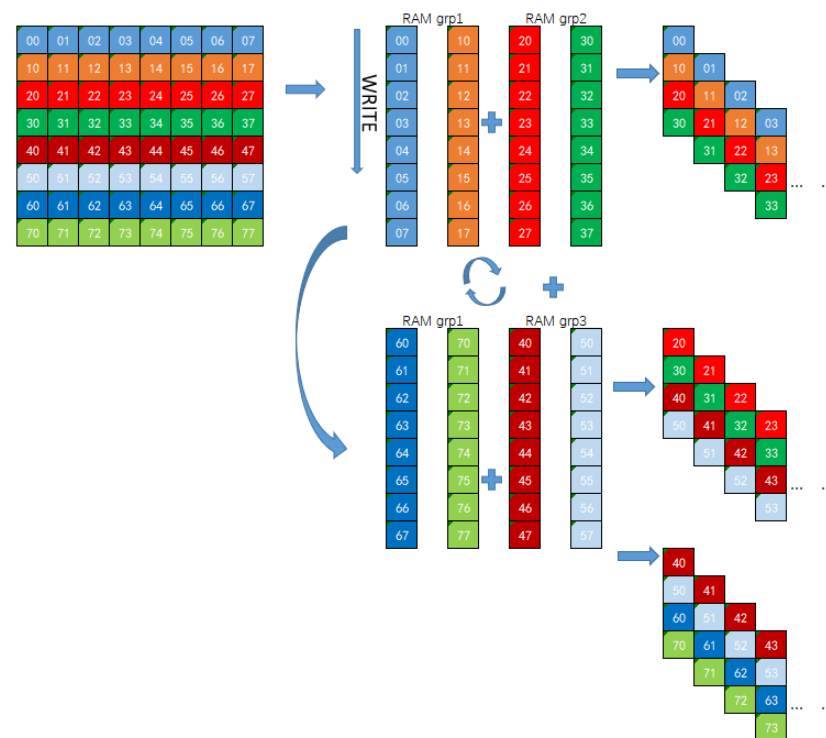 RAM grp1 RAM grp2
00 01 02 03 04 05 06 07 00 10 20 30 00
10 11 12 13 14 15 16 17 01 11 21 31 10 01
20 21 22 23 24 25 26 27 02 12 22 32 20 11 02
30 31 32 33 34 35 36 37 03 13 23 33 30 21 12 03
40 41 42 43 44 45 46 47 04 14 24 34 31 22 13
50 51 52 53 54 55 56 57 05 15 25 35 32 23 ... .
60 61 62 63 64 65 66 67 06 16 26 36 33
70 71 72 73 74 75 76 77 07 17 27 37
WRITE
RAM grp1 RAM grp3
60 70 40 50 20
61 71 41 51 30 21
62 72 42 52 40 31 22
63 73 43 53 50 41 32 23
64 74 44 54 51 42 33
65 75 45 55 52 43 ... .
66 76 46 56 53
67 77 47 57
40
50 41
60 51 42
70 61 52 43
71 62 53
72 63 ... .
73